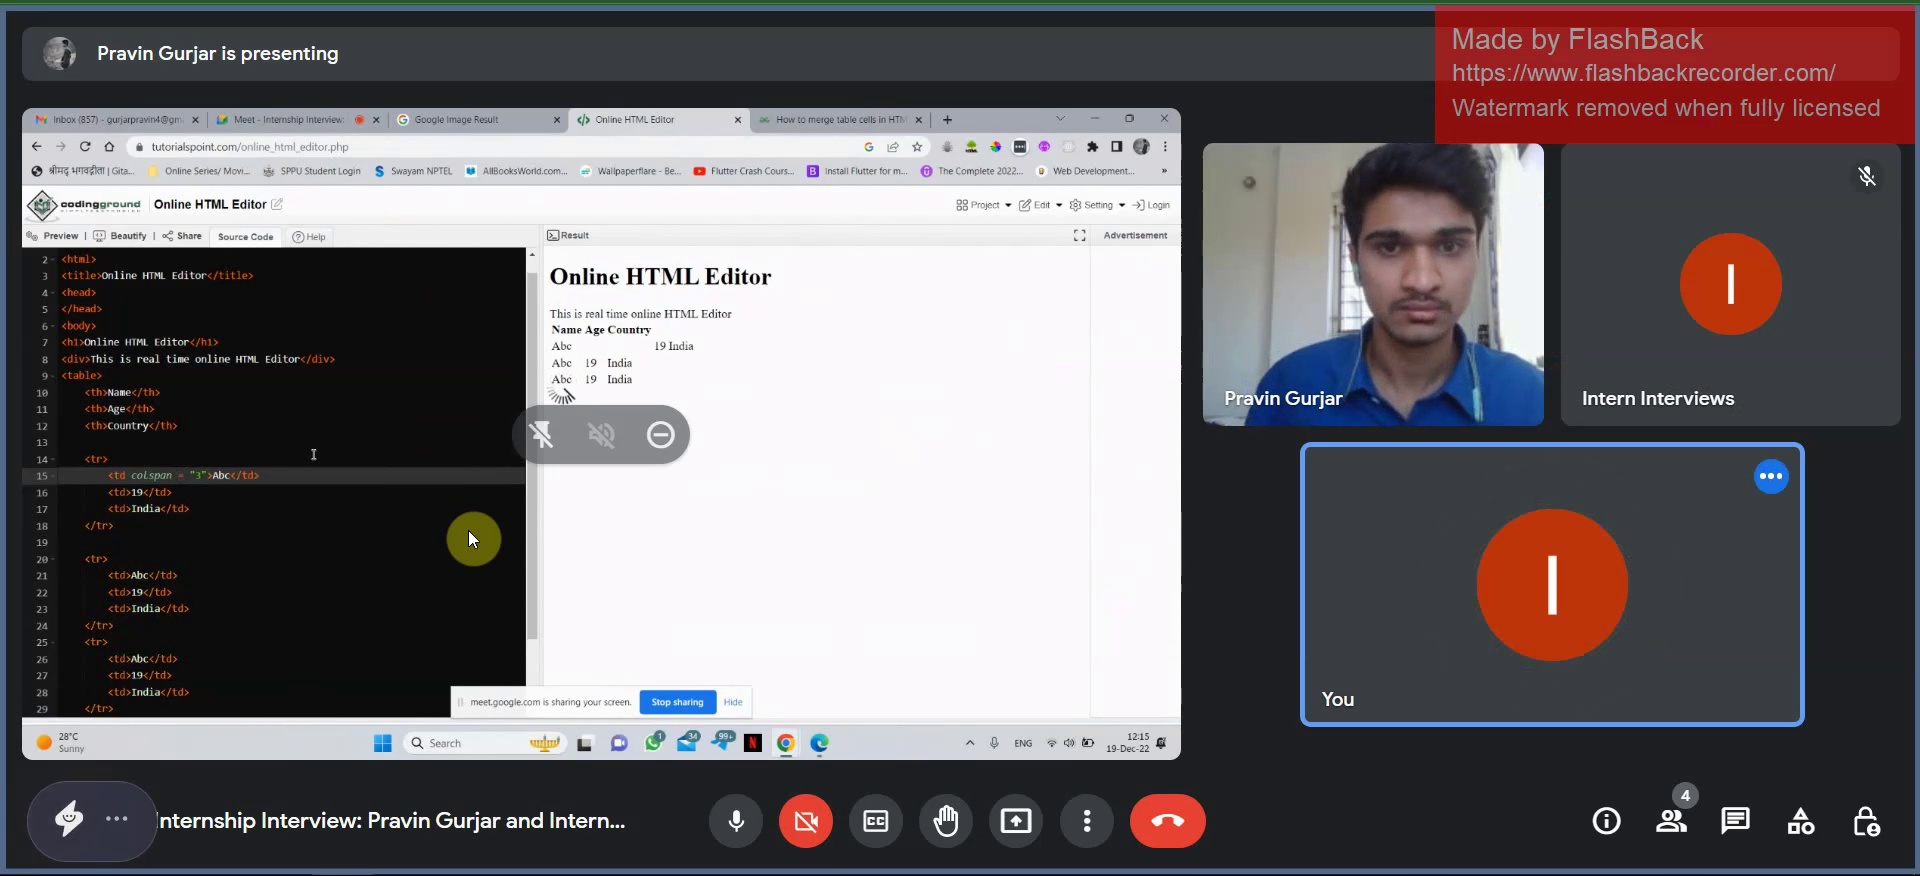 Pravin Gurjar is presenting
Made by FlashBack
https://www.flashbackrecorder.com/
Watermark removed when fully licensed
Inbox (857) - gurjarpravin4@gm
Meet - Internship Interview:
Google Image Result
Online HTML Editor
How to merge table cells in HTM
tutorialspoint.com/online_html_editor.php
श्रीमद् भगवद्गीता | Gita...
Online Series/ Movi...
SPPU Student Login
Swayam NPTEL
AllBooksWorld.com...
Wallpaperflare - Be...
Flutter Crash Cours...
Install Flutter for m...
The Complete 2022...
Web Development...
»
codingground
Online HTML Editor
Project
Edit
Setting
Login
Preview | Beautify | Share
Source Code
Help
Result
Advertisement
2 <html>
3 <title>Online HTML Editor</title>
4 <head>
5 </head>
6 <body>
7 <h1>Online HTML Editor</h1>
8 <div>This is real time online HTML Editor</div>
9 <table>
10 <th>Name</th>
11 <th>Age</th>
12 <th>Country</th>
13
14 <tr>
15 <td colspan = "3">Abc</td>
16 <td>19</td>
17 <td>India</td>
18 </tr>
19
20 <tr>
21 <td>Abc</td>
22 <td>19</td>
23 <td>India</td>
24 </tr>
25 <tr>
26 <td>Abc</td>
27 <td>19</td>
28 <td>India</td>
29 </tr>
Online HTML Editor
This is real time online HTML Editor
Name Age Country
Abc 19 India
Abc 19 India
Abc 19 India
meet.google.com is sharing your screen.
Stop sharing
Hide
28°C
Sunny
Search
1
34
99+
N
ENG
12:15
19-Dec-22
Pravin Gurjar
I
Intern Interviews
I
You
Internship Interview: Pravin Gurjar and Intern...
4